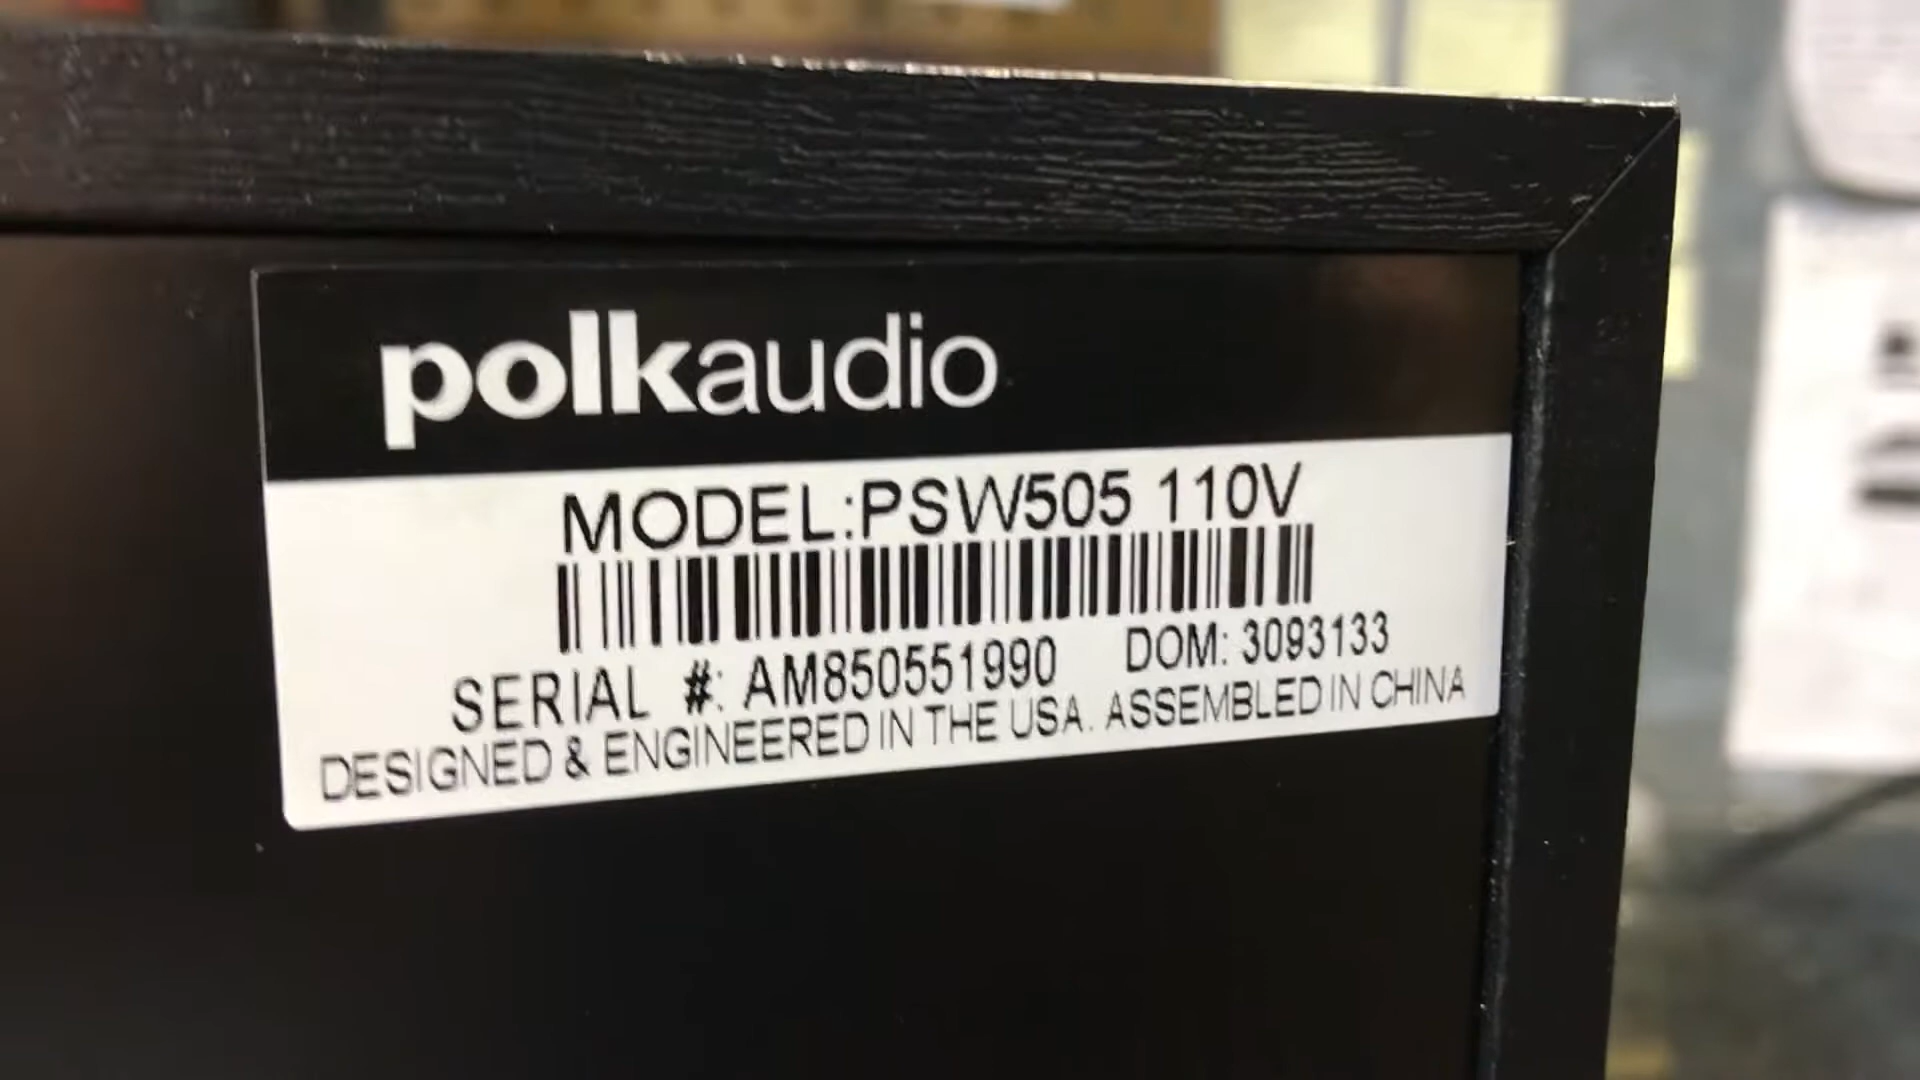 polkaudio
MODEL:PSW505 110V
SERIAL #: AM850551990 DOM: 3093133
DESIGNED & ENGINEERED IN THE USA. ASSEMBLED IN CHINA